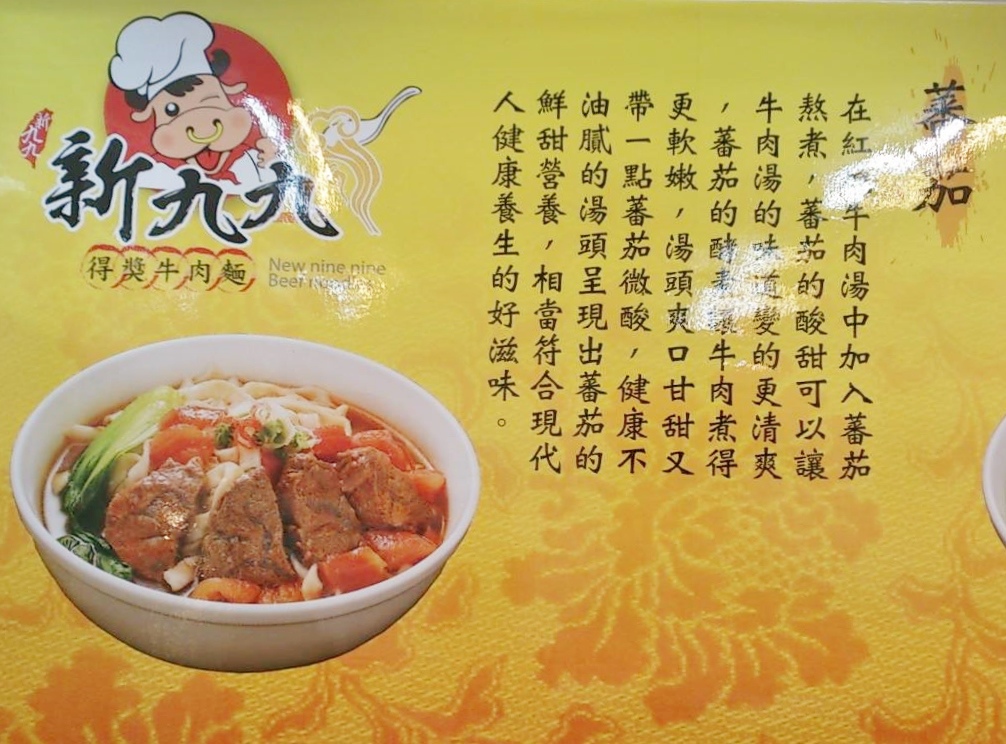 新九九
新九九
得獎牛肉麵
New nine nine
Beef noodles
蕃茄
在紅 牛肉湯中加入蕃茄
熬煮，蕃茄的酸甜可以讓
牛肉湯的味道變的更清爽
，蕃茄的酵素讓牛肉煮得
更軟嫩，湯頭爽口甘甜又
帶一點蕃茄微酸，健康不
油膩的湯頭呈現出蕃茄的
鮮甜營養，相當符合現代
人健康養生的好滋味。